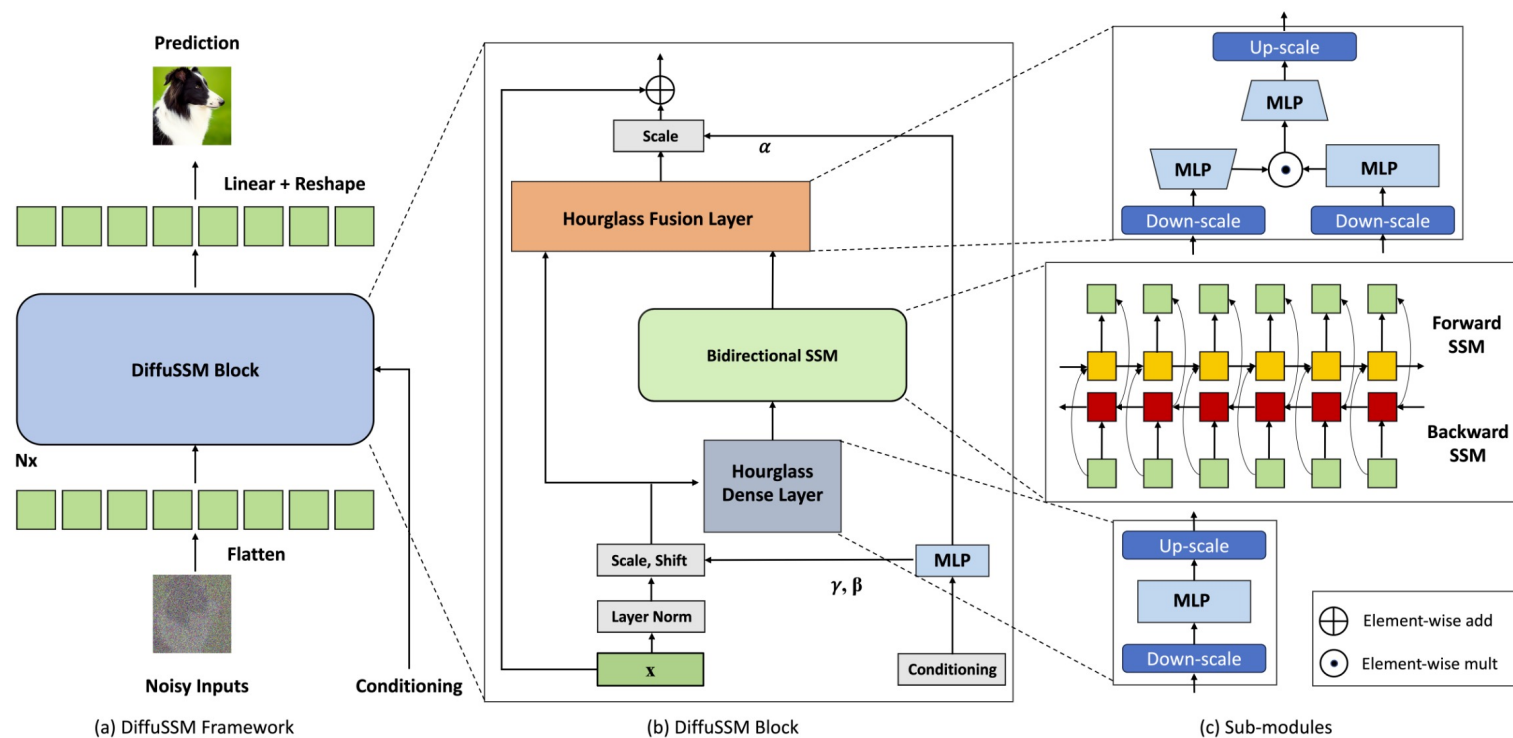 Prediction
Linear + Reshape
DiffuSSM Block
Nx
Flatten
Noisy Inputs
Conditioning
(a) DiffuSSM Framework
Scale
α
Hourglass Fusion Layer
Bidirectional SSM
Hourglass
Dense Layer
Scale, Shift
MLP
γ, β
Layer Norm
x
Conditioning
(b) DiffuSSM Block
Up-scale
MLP
MLP
MLP
Down-scale
Down-scale
Forward
SSM
Backward
SSM
Up-scale
MLP
Down-scale
Element-wise add
Element-wise mult
(c) Sub-modules